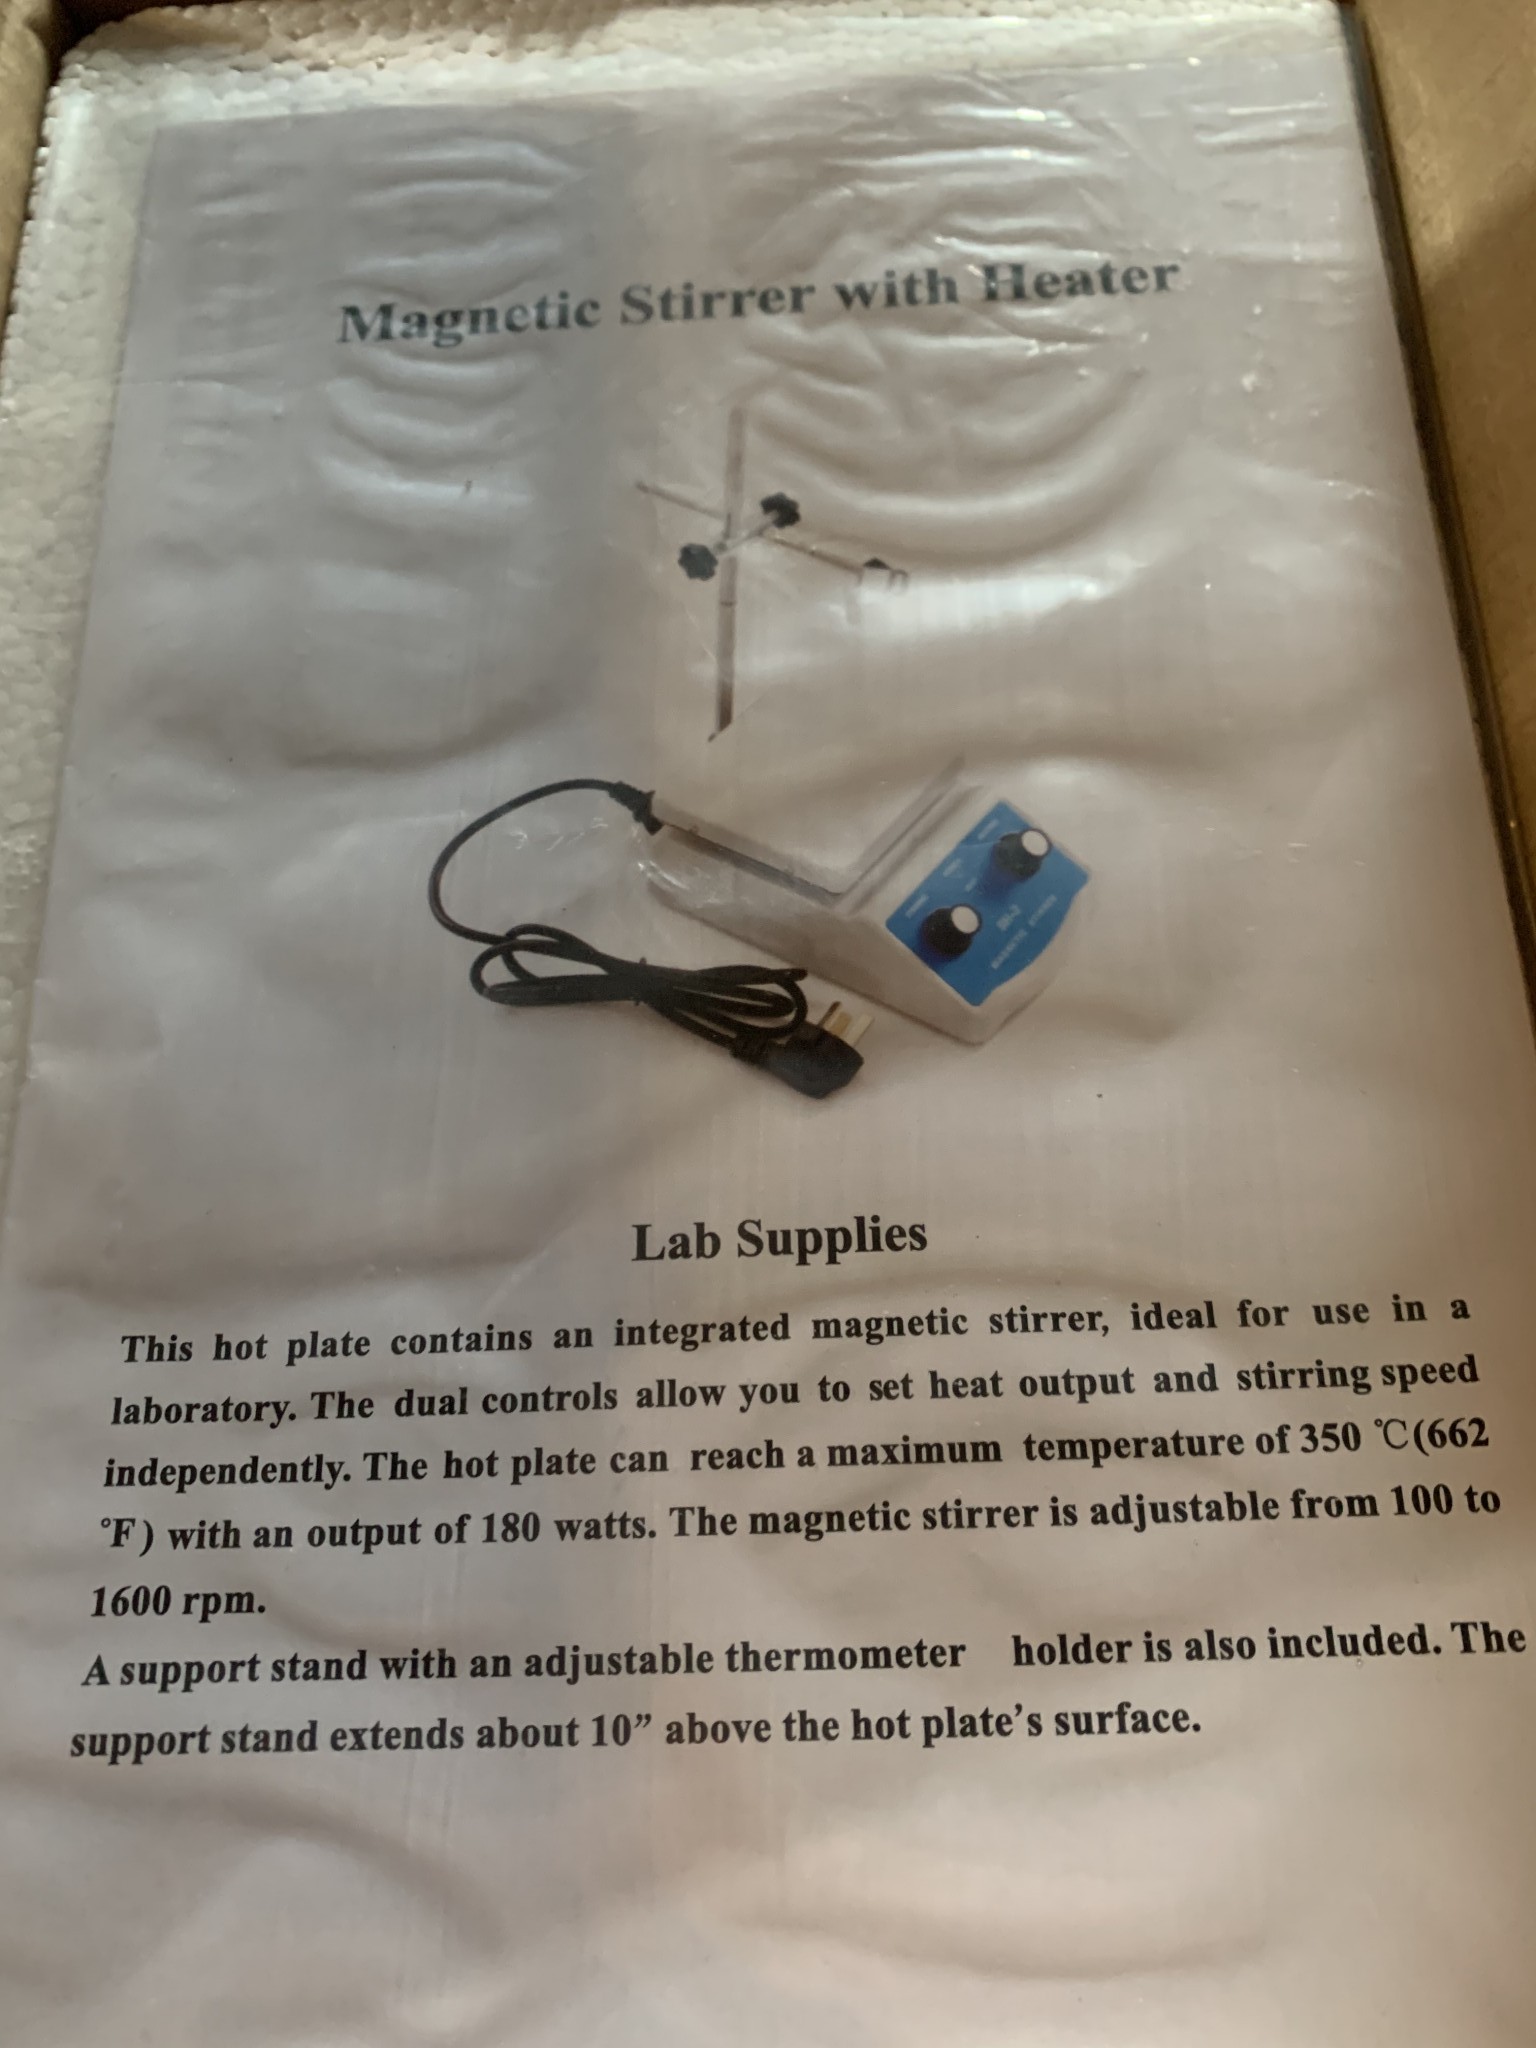 Magnetic Stirrer with Heater
SH-2
MAGNETIC STIRRER
Lab Supplies
This hot plate contains an integrated magnetic stirrer, ideal for use in a
laboratory. The dual controls allow you to set heat output and stirring speed
independently. The hot plate can reach a maximum temperature of 350 ℃(662
℉) with an output of 180 watts. The magnetic stirrer is adjustable from 100 to
1600 rpm.
A support stand with an adjustable thermometer holder is also included. The
support stand extends about 10” above the hot plate’s surface.